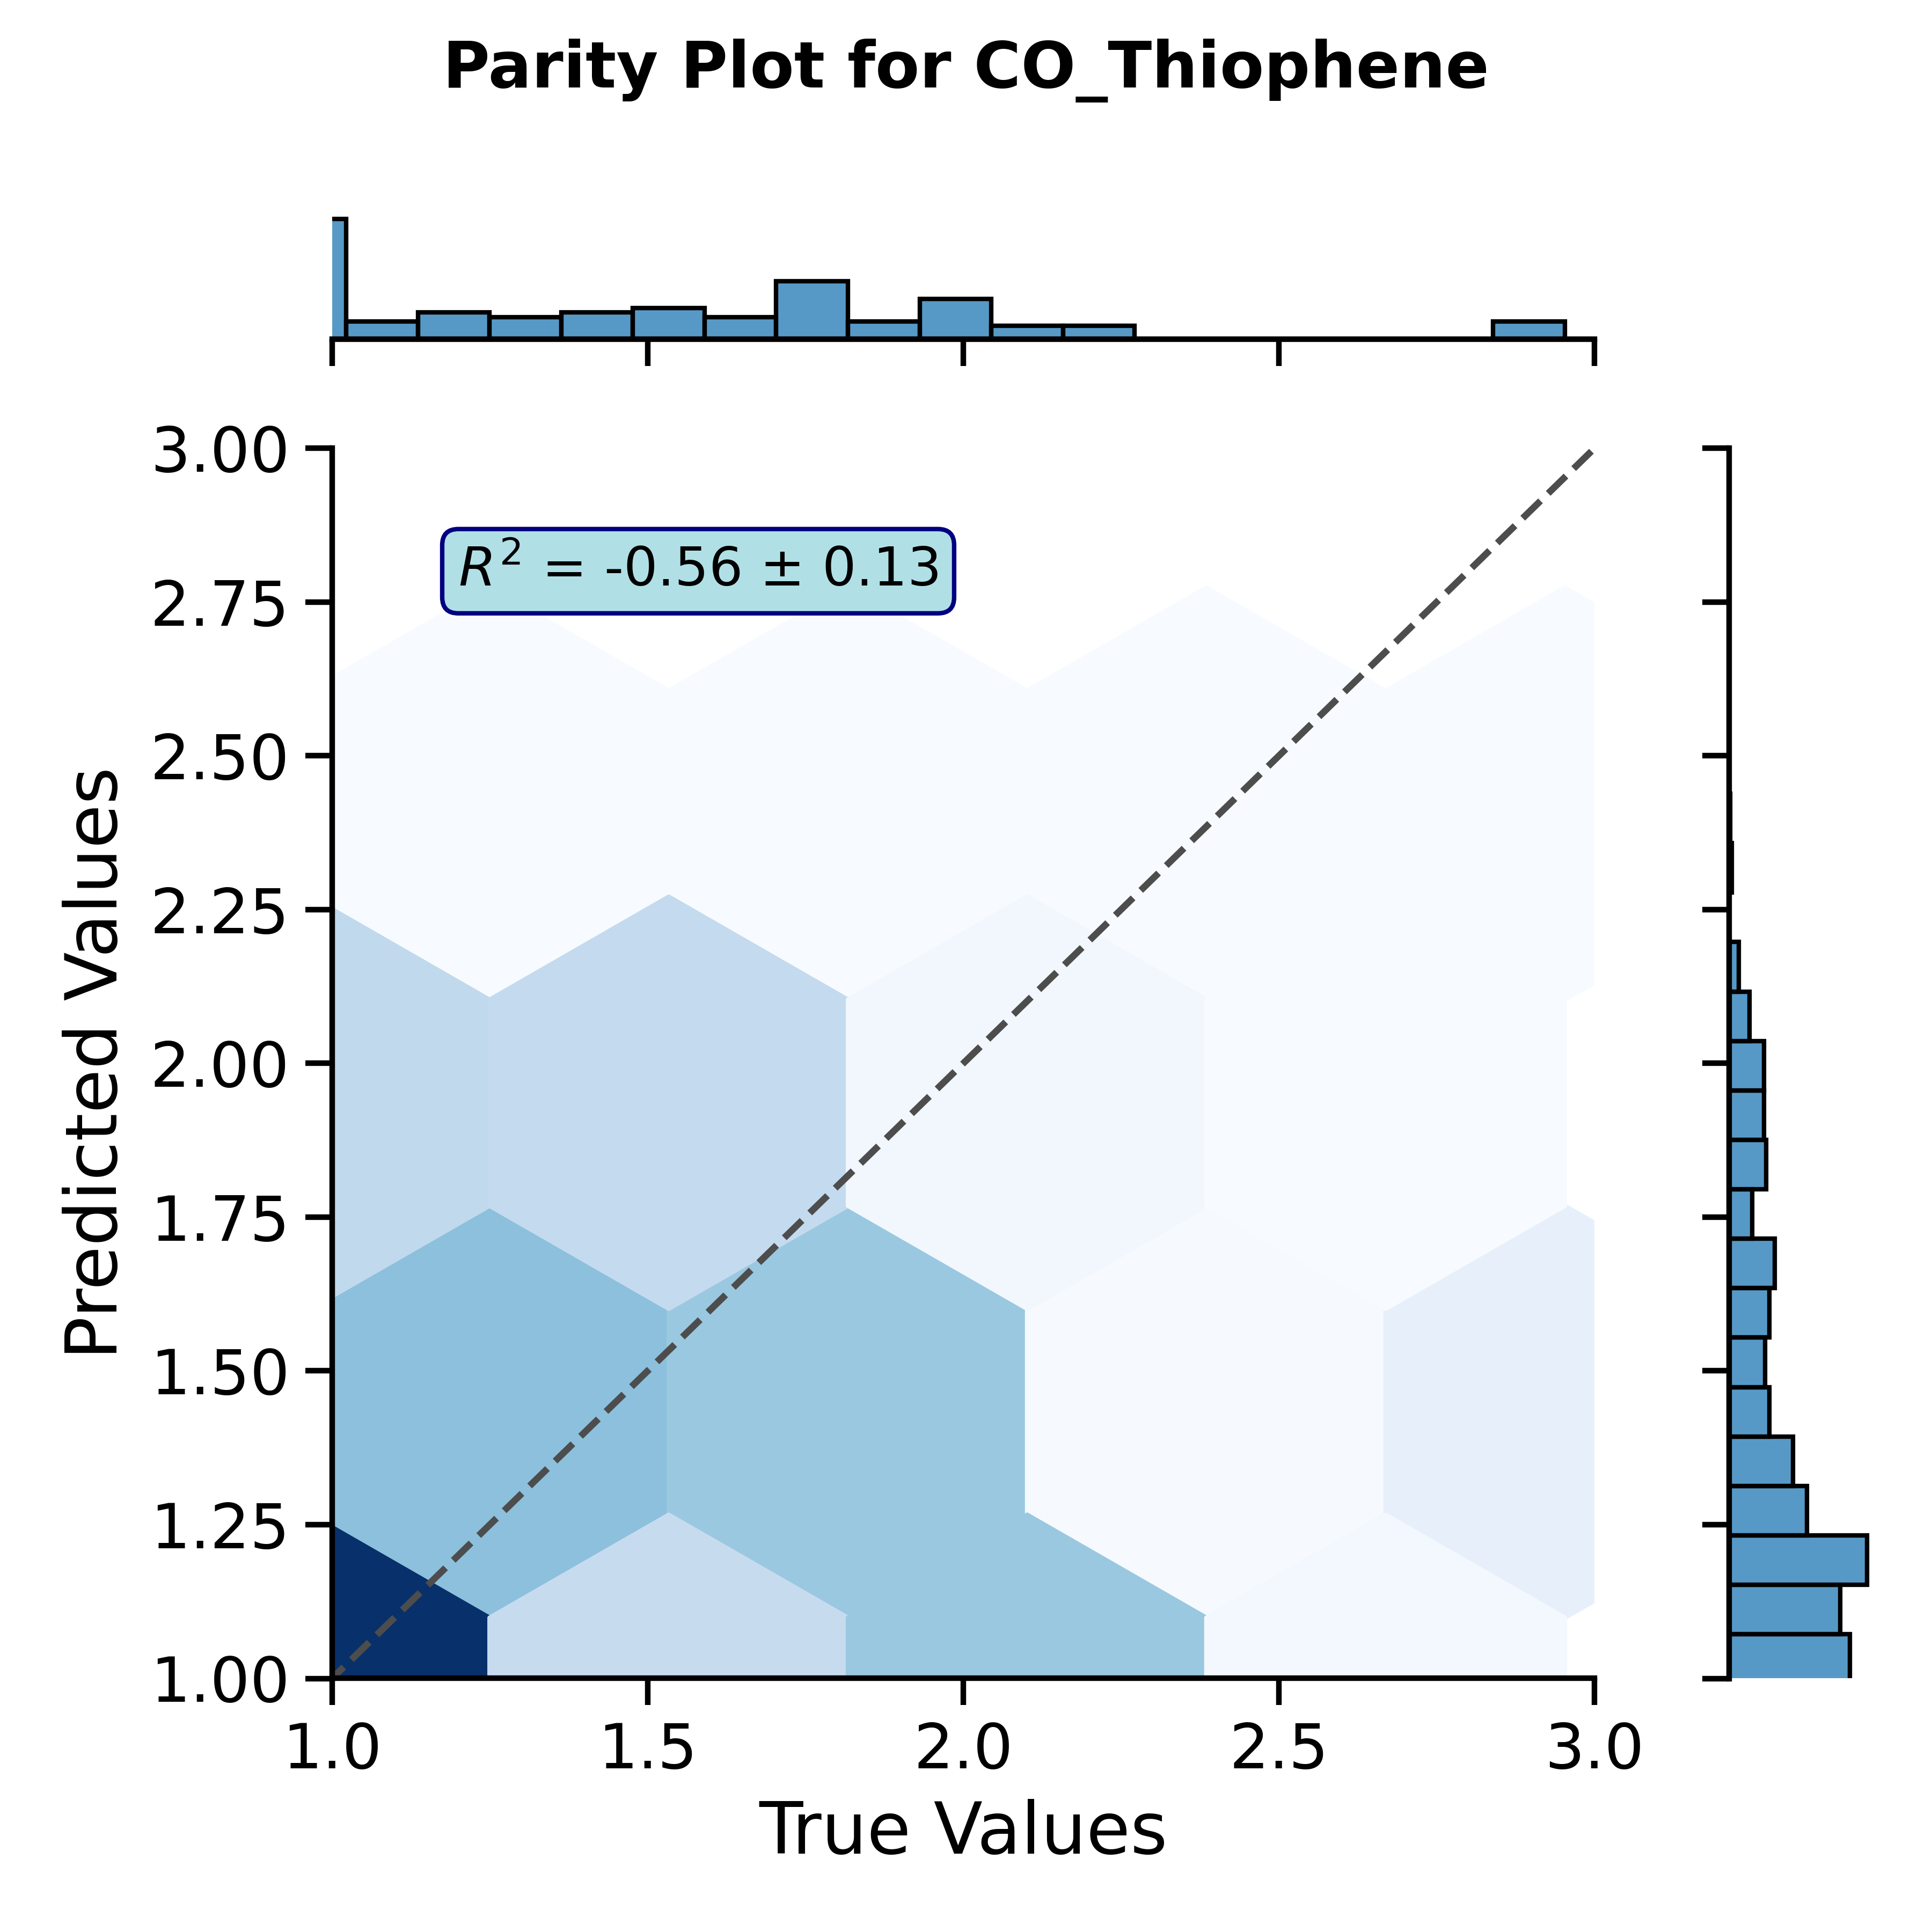 Parity Plot for CO_Thiophene
R² = -0.56 ± 0.13
Predicted Values
3.00
2.75
2.50
2.25
2.00
1.75
1.50
1.25
1.00
1.0 1.5 2.0 2.5 3.0
True Values